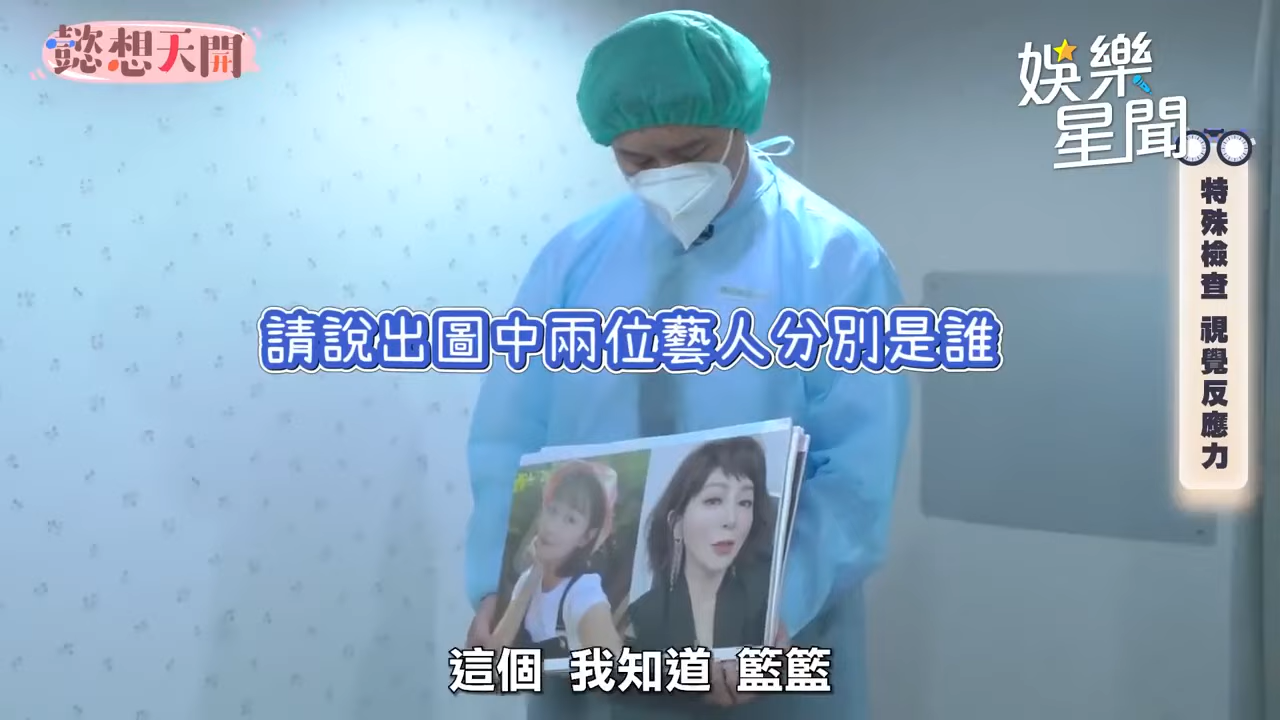 懿想天開
娛樂
星聞
特殊檢查 視覺反應力
請說出圖中兩位藝人分別是誰
這個 我知道 籃籃